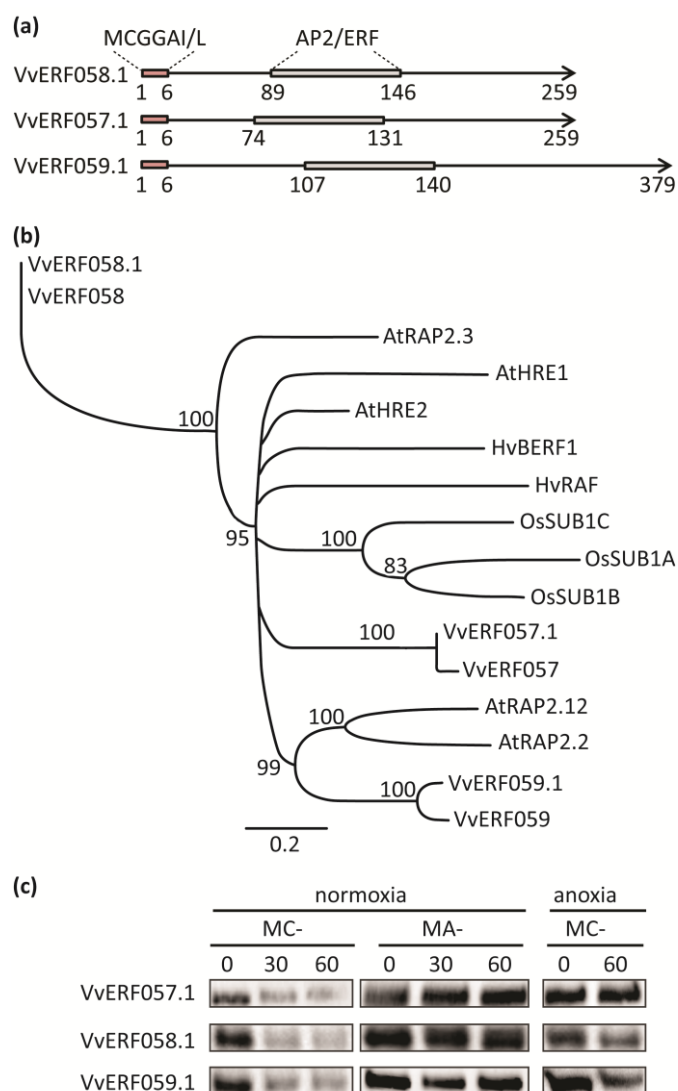 (a)
MCGGAI/L AP2/ERF
VvERF058.1
1 6 89 146 259
VvERF057.1
1 6 74 131 259
VvERF059.1
1 6 107 140 379
(b)
VvERF058.1
VvERF058
AtRAP2.3
AtHRE1
AtHRE2
100
HvBERF1
HvRAF
OsSUB1C
95
100
OsSUB1A
83
OsSUB1B
VvERF057.1
100
VvERF057
AtRAP2.12
100
AtRAP2.2
99
VvERF059.1
100
VvERF059
0.2
(c)
normoxia anoxia
MC- MA- MC-
0 30 60 0 30 60 0 60
VvERF057.1
VvERF058.1
VvERF059.1